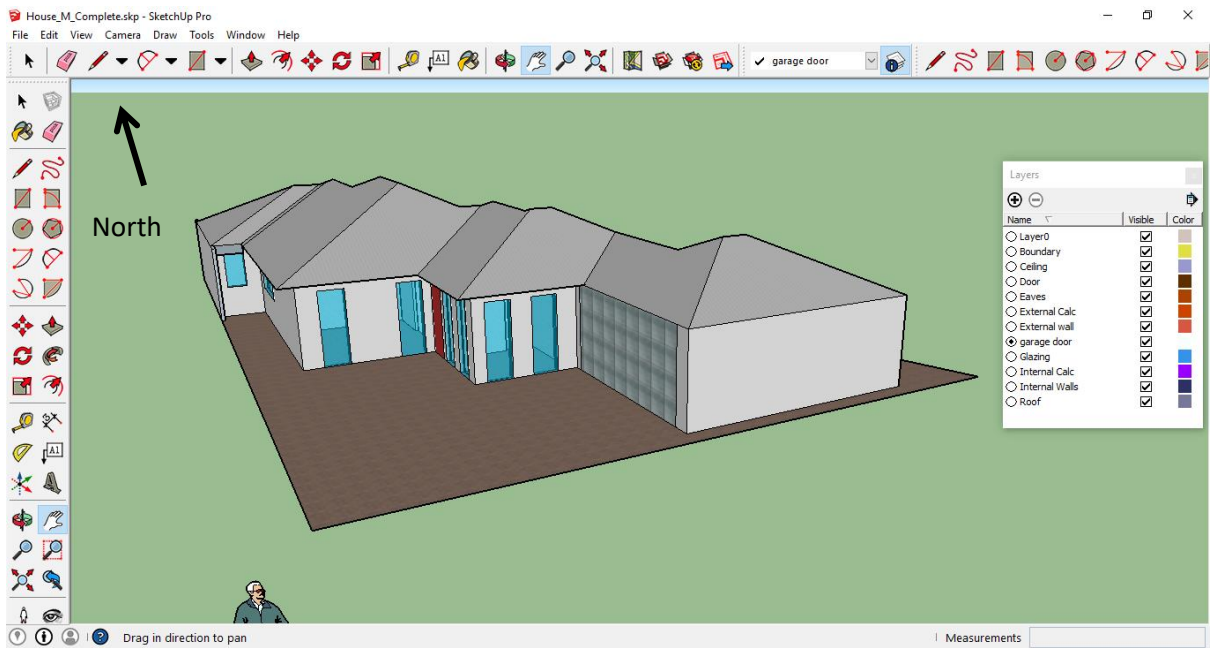 House_M_Complete.skp - SketchUp Pro
File Edit View Camera Draw Tools Window Help
A1
✓ garage door
North
A1
Layers
Name Visible Color
Layer0
Boundary
Ceiling
Door
Eaves
External Calc
External wall
garage door
Glazing
Internal Calc
Internal Walls
Roof
Drag in direction to pan
Measurements